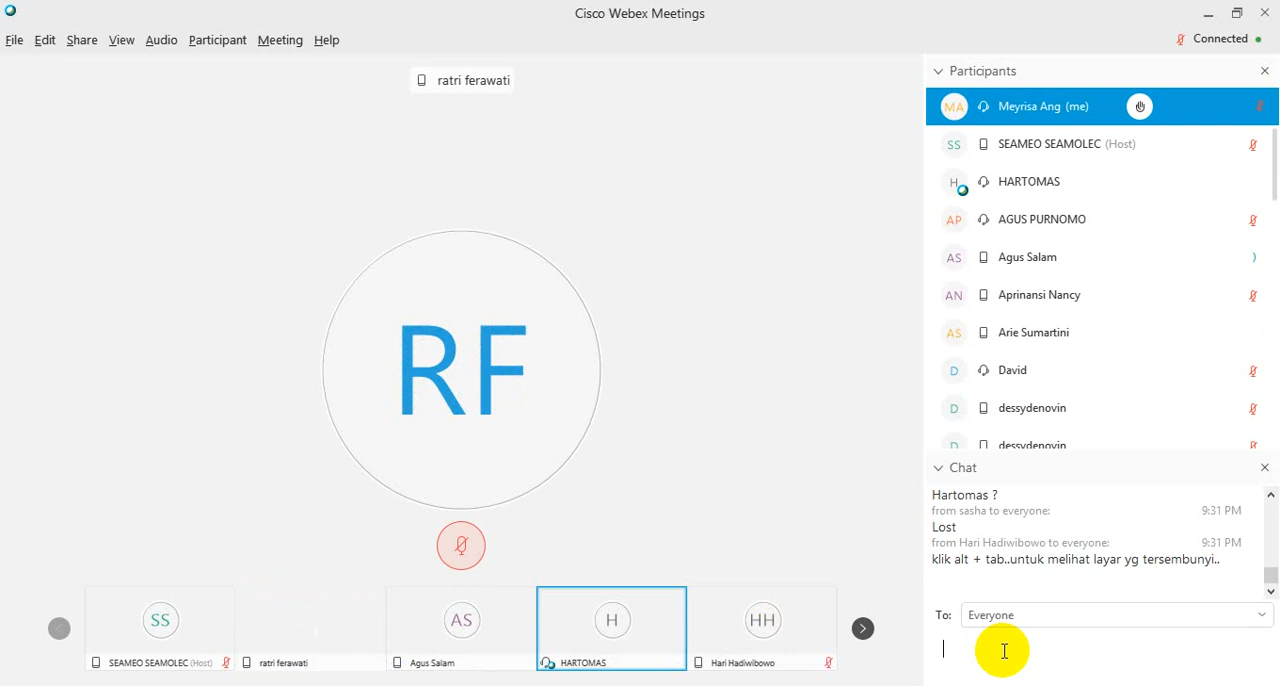 Cisco Webex Meetings
File Edit Share View Audio Participant Meeting Help
Connected
ratri ferawati
RF
SS
SEAMEO SEAMOLEC (Host)
ratri ferawati
AS
Agus Salam
H
HARTOMAS
HH
Hari Hadiwibowo
Participants
MA Meyrisa Ang (me)
SS SEAMEO SEAMOLEC (Host)
H HARTOMAS
AP AGUS PURNOMO
AS Agus Salam
AN Aprinansi Nancy
AS Arie Sumartini
D David
D dessydenovin
D dessydenovin
Chat
Hartomas ?
from sasha to everyone: 9:31 PM
Lost
from Hari Hadiwibowo to everyone: 9:31 PM
klik alt + tab..untuk melihat layar yg tersembunyi..
To: Everyone